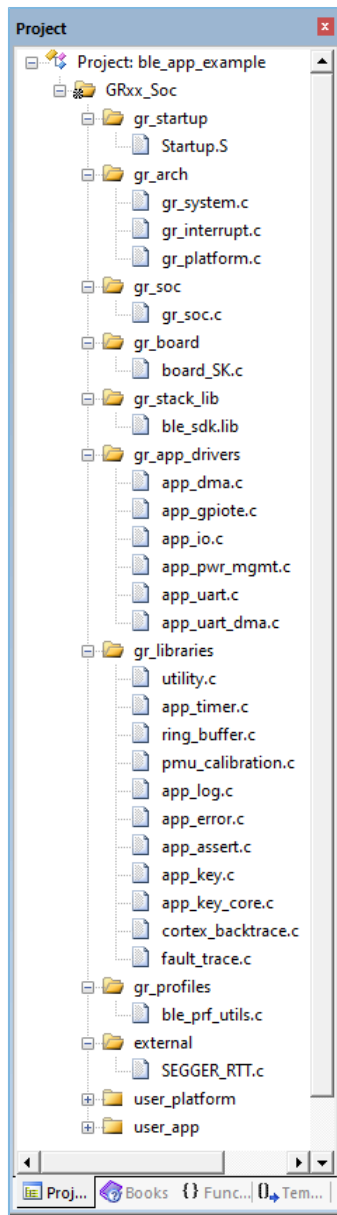 Project
Project: ble_app_example
GRxx_Soc
gr_startup
Startup.S
gr_arch
gr_system.c
gr_interrupt.c
gr_platform.c
gr_soc
gr_soc.c
gr_board
board_SK.c
gr_stack_lib
ble_sdk.lib
gr_app_drivers
app_dma.c
app_gpiote.c
app_io.c
app_pwr_mgmt.c
app_uart.c
app_uart_dma.c
gr_libraries
utility.c
app_timer.c
ring_buffer.c
pmu_calibration.c
app_log.c
app_error.c
app_assert.c
app_key.c
app_key_core.c
cortex_backtrace.c
fault_trace.c
gr_profiles
ble_prf_utils.c
external
SEGGER_RTT.c
user_platform
user_app
Proj... Books {} Func... Tem...